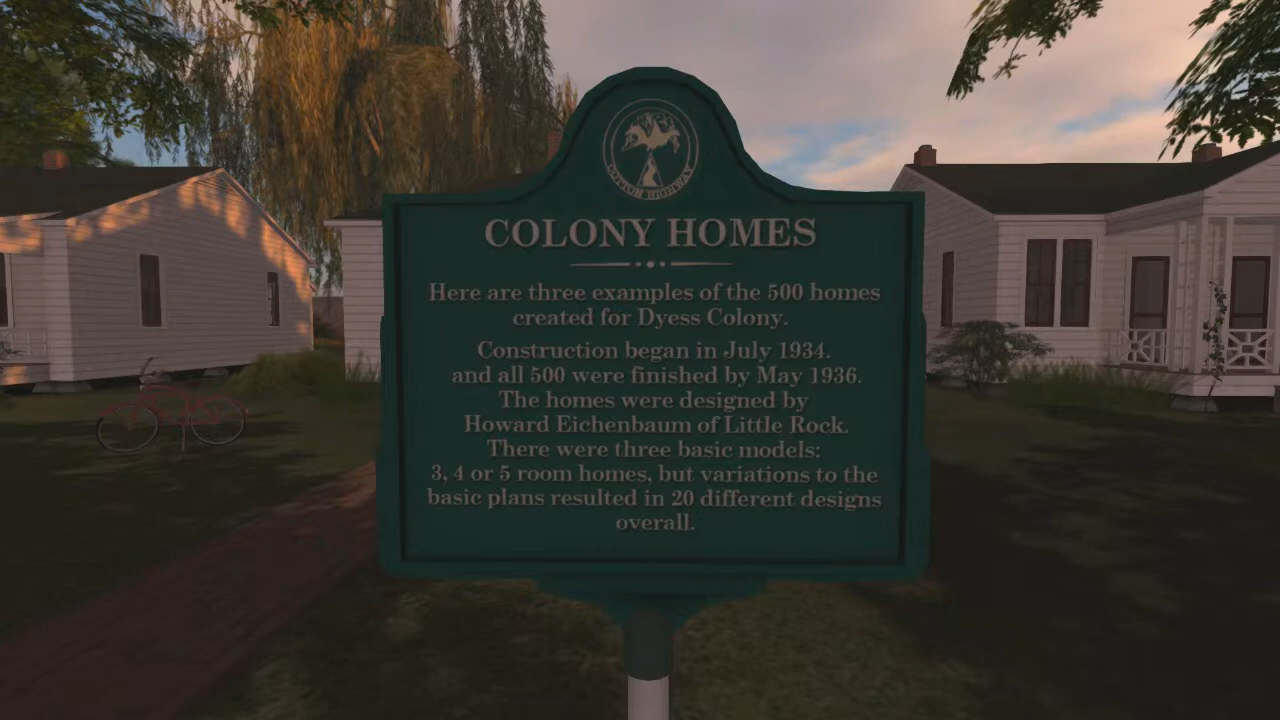 COTTON HIGHWAY
COLONY HOMES
Here are three examples of the 500 homes
created for Dyess Colony.
Construction began in July 1934.
and all 500 were finished by May 1936.
The homes were designed by
Howard Eichenbaum of Little Rock.
There were three basic models:
3, 4 or 5 room homes, but variations to the
basic plans resulted in 20 different designs
overall.